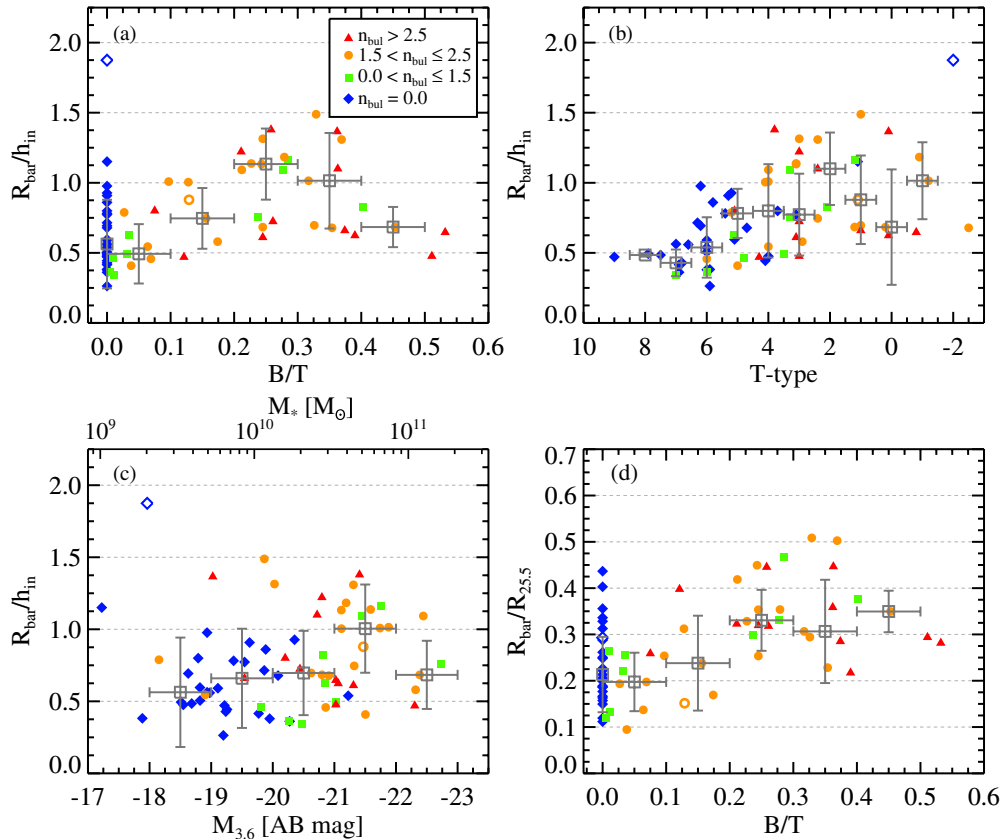 (a)
n_bul > 2.5
1.5 < n_bul ≤ 2.5
0.0 < n_bul ≤ 1.5
n_bul = 0.0
2.0
1.5
1.0
0.5
0.0
R_bar/h_in
0.0 0.1 0.2 0.3 0.4 0.5 0.6
B/T
(b)
2.0
1.5
1.0
0.5
0.0
R_bar/h_in
10 8 6 4 2 0 -2
T-type
M_* [M_⊙]
10^9 10^10 10^11
(c)
2.0
1.5
1.0
0.5
0.0
R_bar/h_in
-17 -18 -19 -20 -21 -22 -23
M_3.6 [AB mag]
(d)
0.7
0.6
0.5
0.4
0.3
0.2
0.1
0.0
R_bar/R_25.5
0.0 0.1 0.2 0.3 0.4 0.5 0.6
B/T